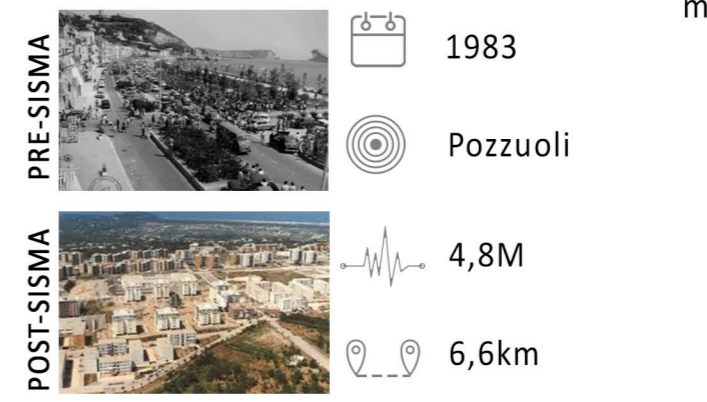 m
PRE-SISMA
1983
Pozzuoli
POST-SISMA
4,8M
6,6km